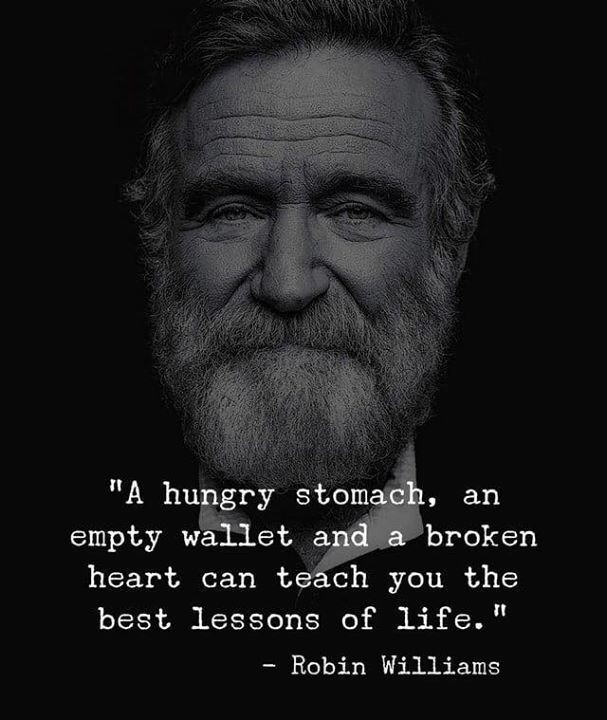 "A hungry stomach, an
empty wallet and a broken
heart can teach you the
best lessons of life."
- Robin Williams